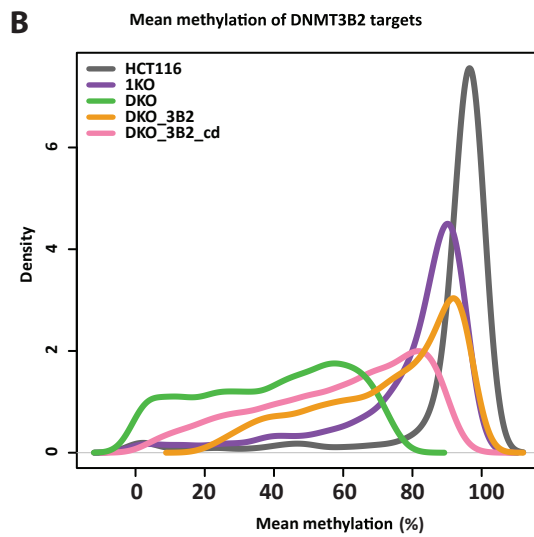 B
Mean methylation of DNMT3B2 targets
HCT116
1KO
DKO
DKO_3B2
DKO_3B2_cd
Density
6
4
2
0
0 20 40 60 80 100
Mean methylation (%)